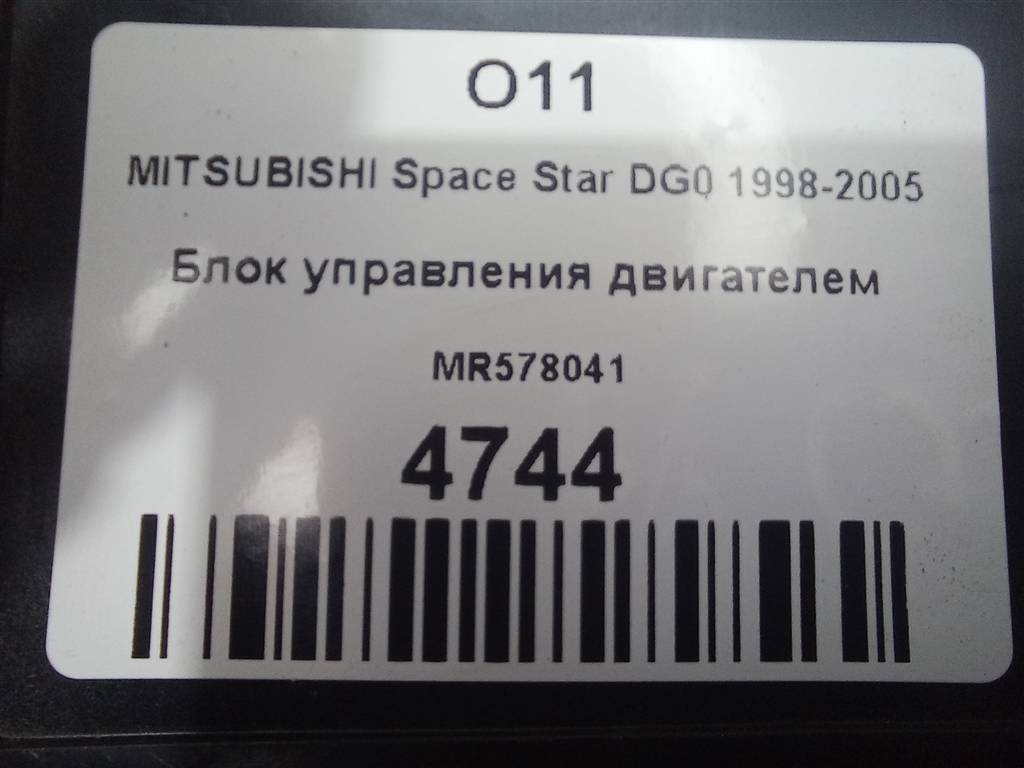 O11
MITSUBISHI Space Star DG0 1998-2005
Блок управления двигателем
MR578041
4744